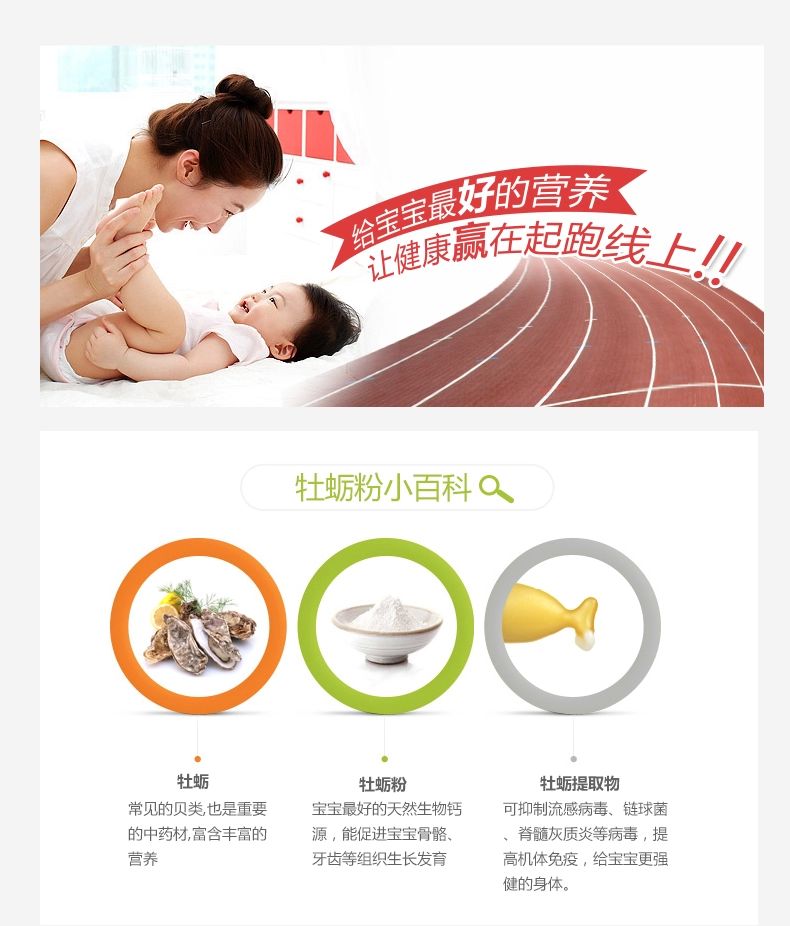 给宝宝最好的营养
让健康赢在起跑线上!!
牡蛎粉小百科
牡蛎
常见的贝类,也是重要
的中药材,富含丰富的
营养
牡蛎粉
宝宝最好的天然生物钙
源，能促进宝宝骨骼、
牙齿等组织生长发育
牡蛎提取物
可抑制流感病毒、链球菌
、脊髓灰质炎等病毒，提
高机体免疫，给宝宝更强
健的身体。